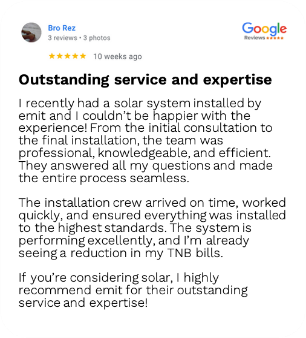 Bro Rez
3 reviews • 3 photos
Google
Reviews ★★★★★
★★★★★ 10 weeks ago
Outstanding service and expertise
I recently had a solar system installed by
emit and I couldn't be happier with the
experience! From the initial consultation to
the final installation, the team was
professional, knowledgeable, and efficient.
They answered all my questions and made
the entire process seamless.
The installation crew arrived on time, worked
quickly, and ensured everything was installed
to the highest standards. The system is
performing excellently, and I'm already
seeing a reduction in my TNB bills.
If you're considering solar, I highly
recommend emit for their outstanding
service and expertise!